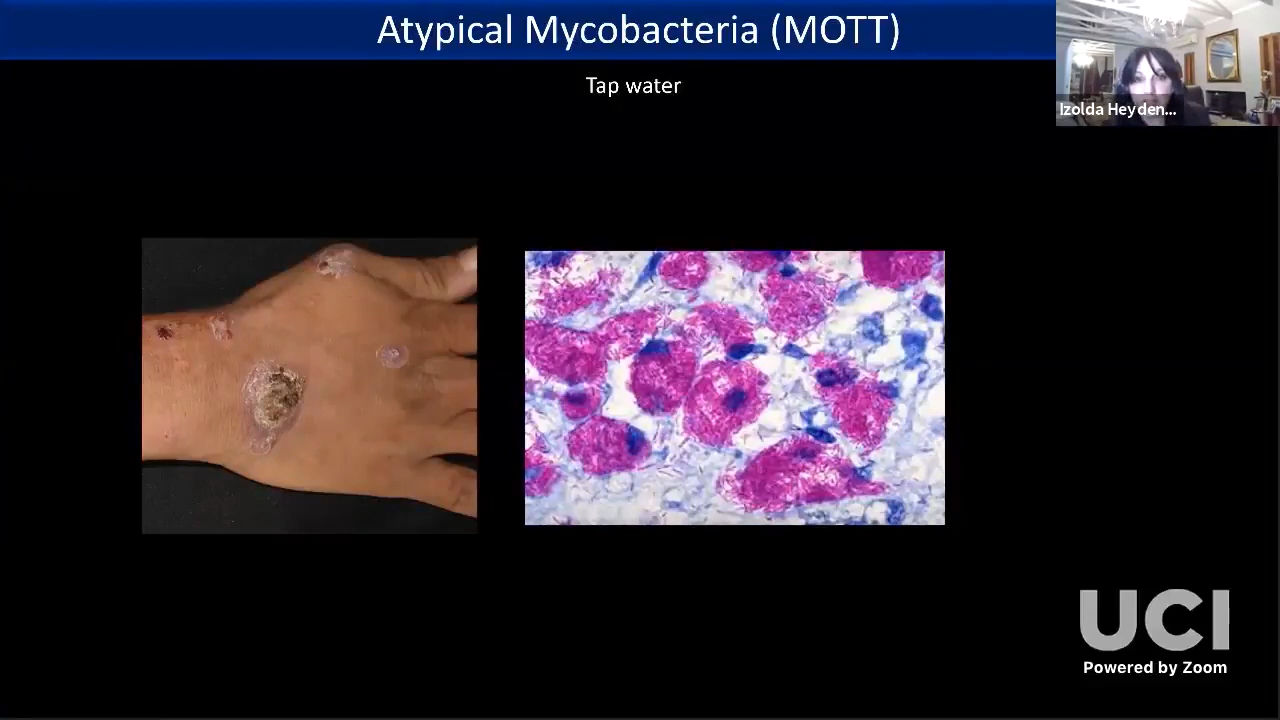 Atypical Mycobacteria (MOTT)
Tap water
Izolda Heyden...
UCI
Powered by Zoom